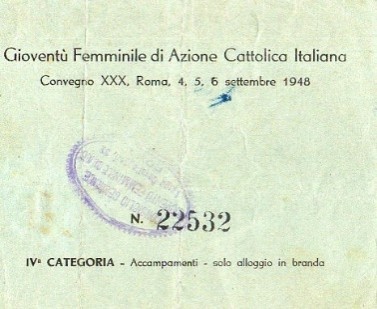 Gioventù Femminile di Azione Cattolica Italiana
Convegno XXX, Roma, 4, 5, 6 settembre 1948
N. 22532
IVª CATEGORIA - Accampamenti - solo alloggio in branda